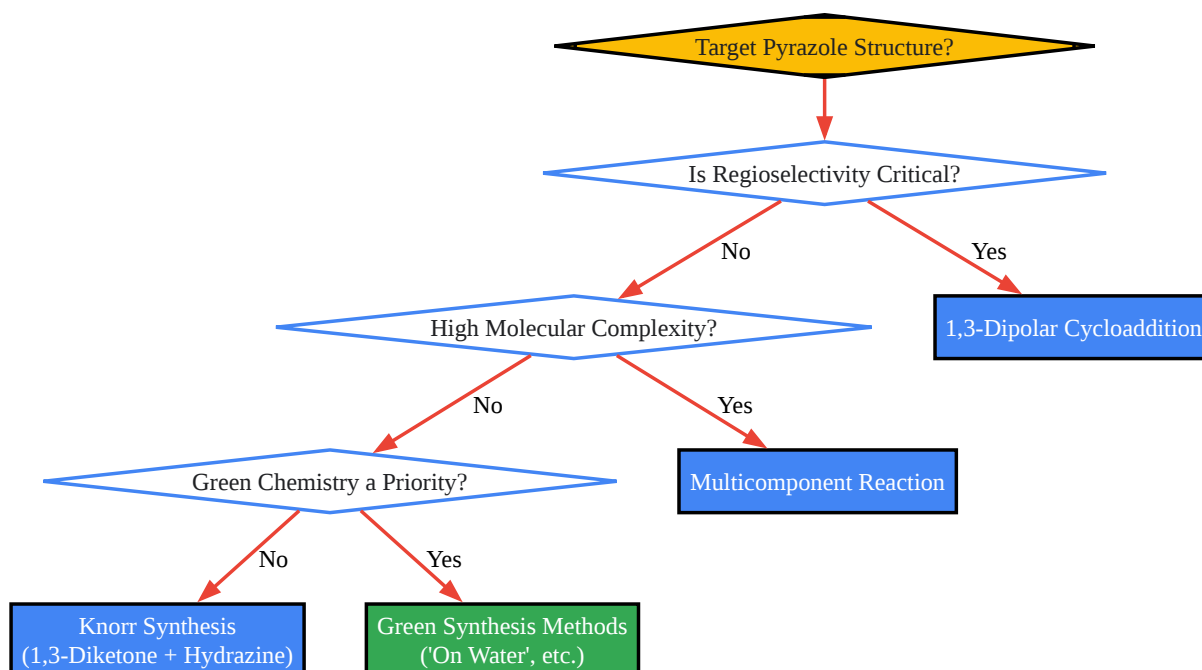 Target Pyrazole Structure?
Is Regioselectivity Critical?
No
Yes
1,3-Dipolar Cycloaddition
High Molecular Complexity?
No
Yes
Multicomponent Reaction
Green Chemistry a Priority?
No
Yes
Knorr Synthesis
(1,3-Diketone + Hydrazine)
Green Synthesis Methods
('On Water', etc.)